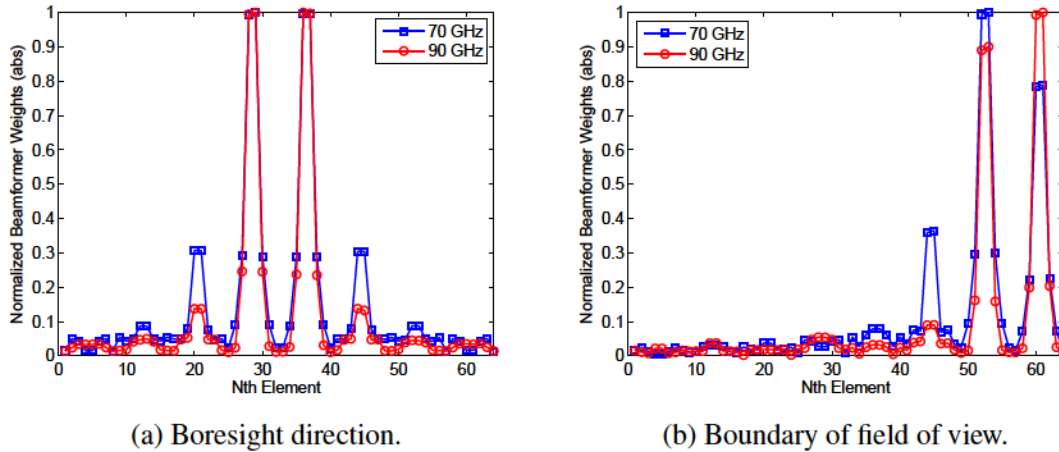 Normalized Beamformer Weights (abs)
1
0.9
0.8
0.7
0.6
0.5
0.4
0.3
0.2
0.1
0
0 10 20 30 40 50 60
Nth Element
70 GHz
90 GHz
(a) Boresight direction.
Normalized Beamformer Weights (abs)
1
0.9
0.8
0.7
0.6
0.5
0.4
0.3
0.2
0.1
0
0 10 20 30 40 50 60
Nth Element
70 GHz
90 GHz
(b) Boundary of field of view.